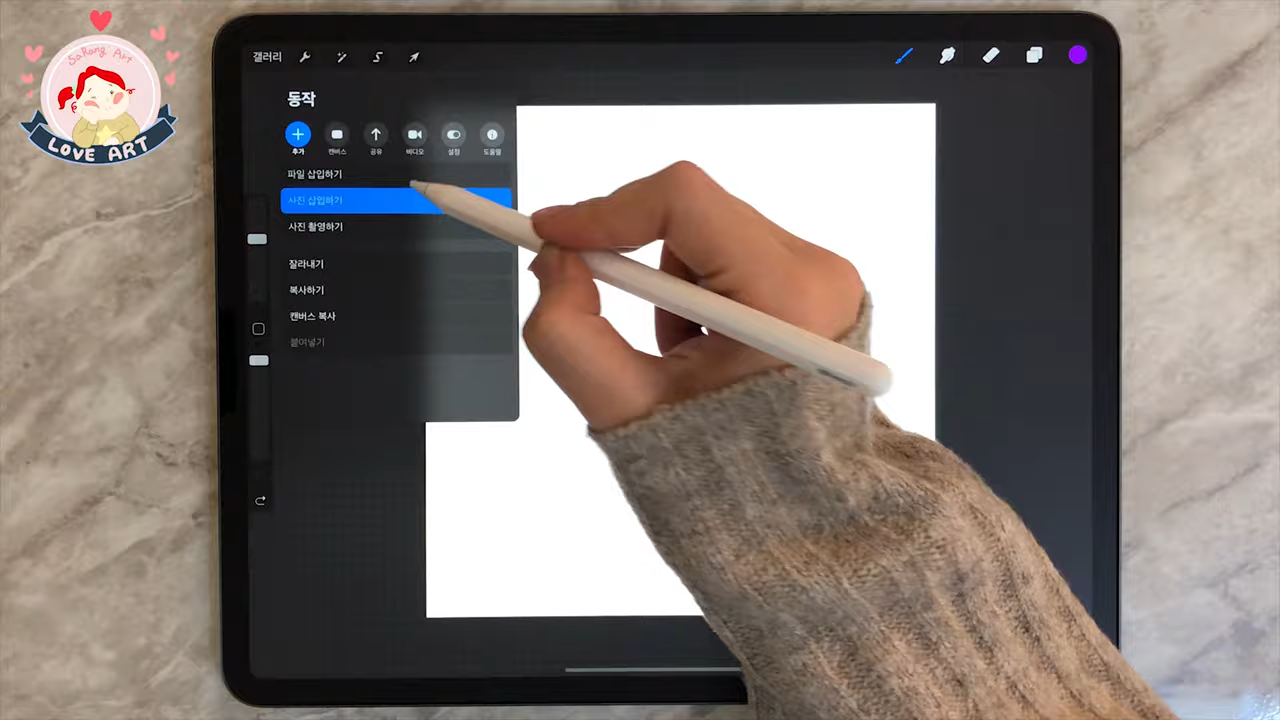 SaRang Art
LOVE ART
갤러리
동작
추가
캔버스
공유
비디오
설정
도움말
파일 삽입하기
사진 삽입하기
사진 촬영하기
잘라내기
복사하기
캔버스 복사
붙여넣기